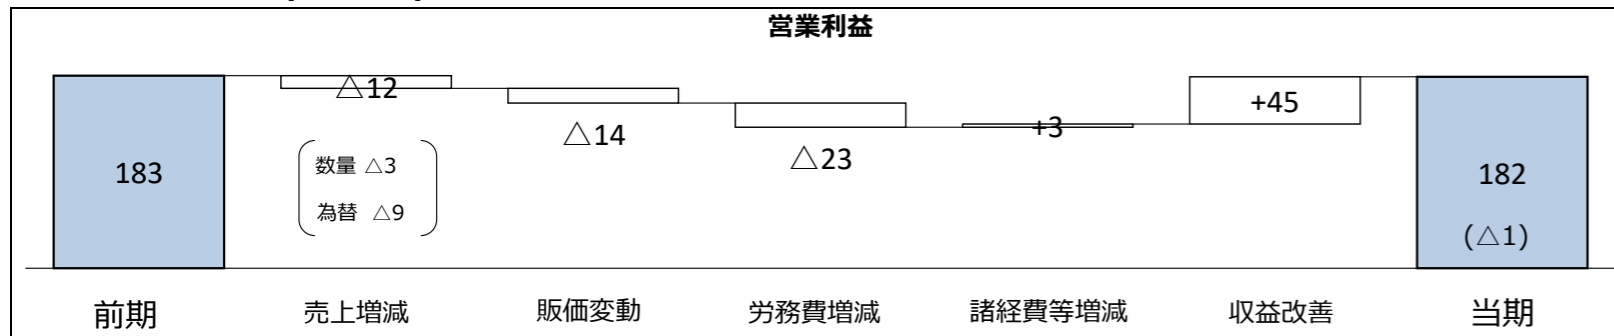 営業利益
183
△12
数量 △3
為替 △9
△14
△23
+3
+45
182
(△1)
前期
売上増減
販価変動
労務費増減
諸経費等増減
収益改善
当期